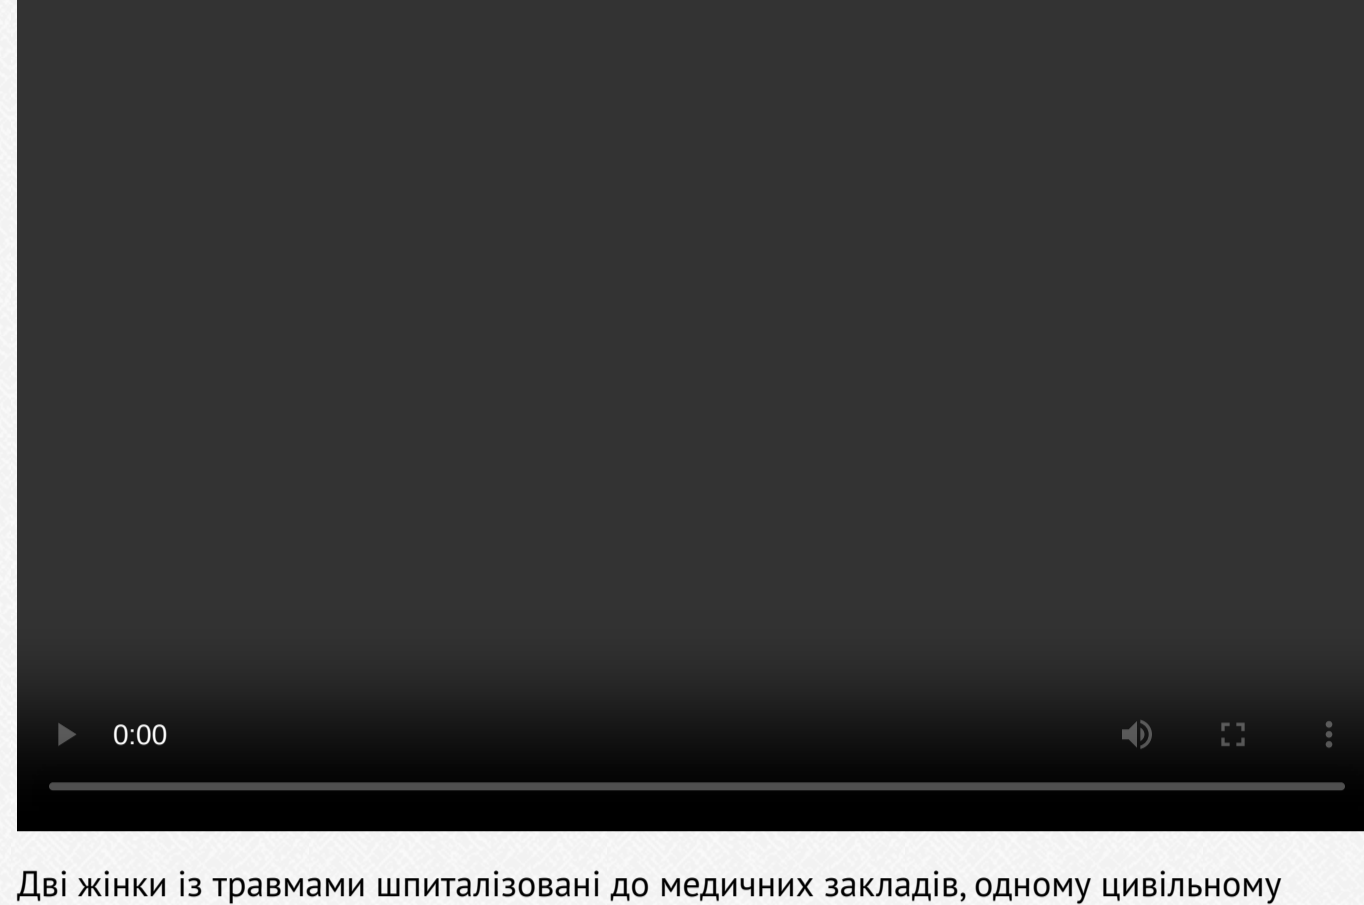 0:00
Дві жінки із травмами шпиталізовані до медичних закладів, одному цивільному